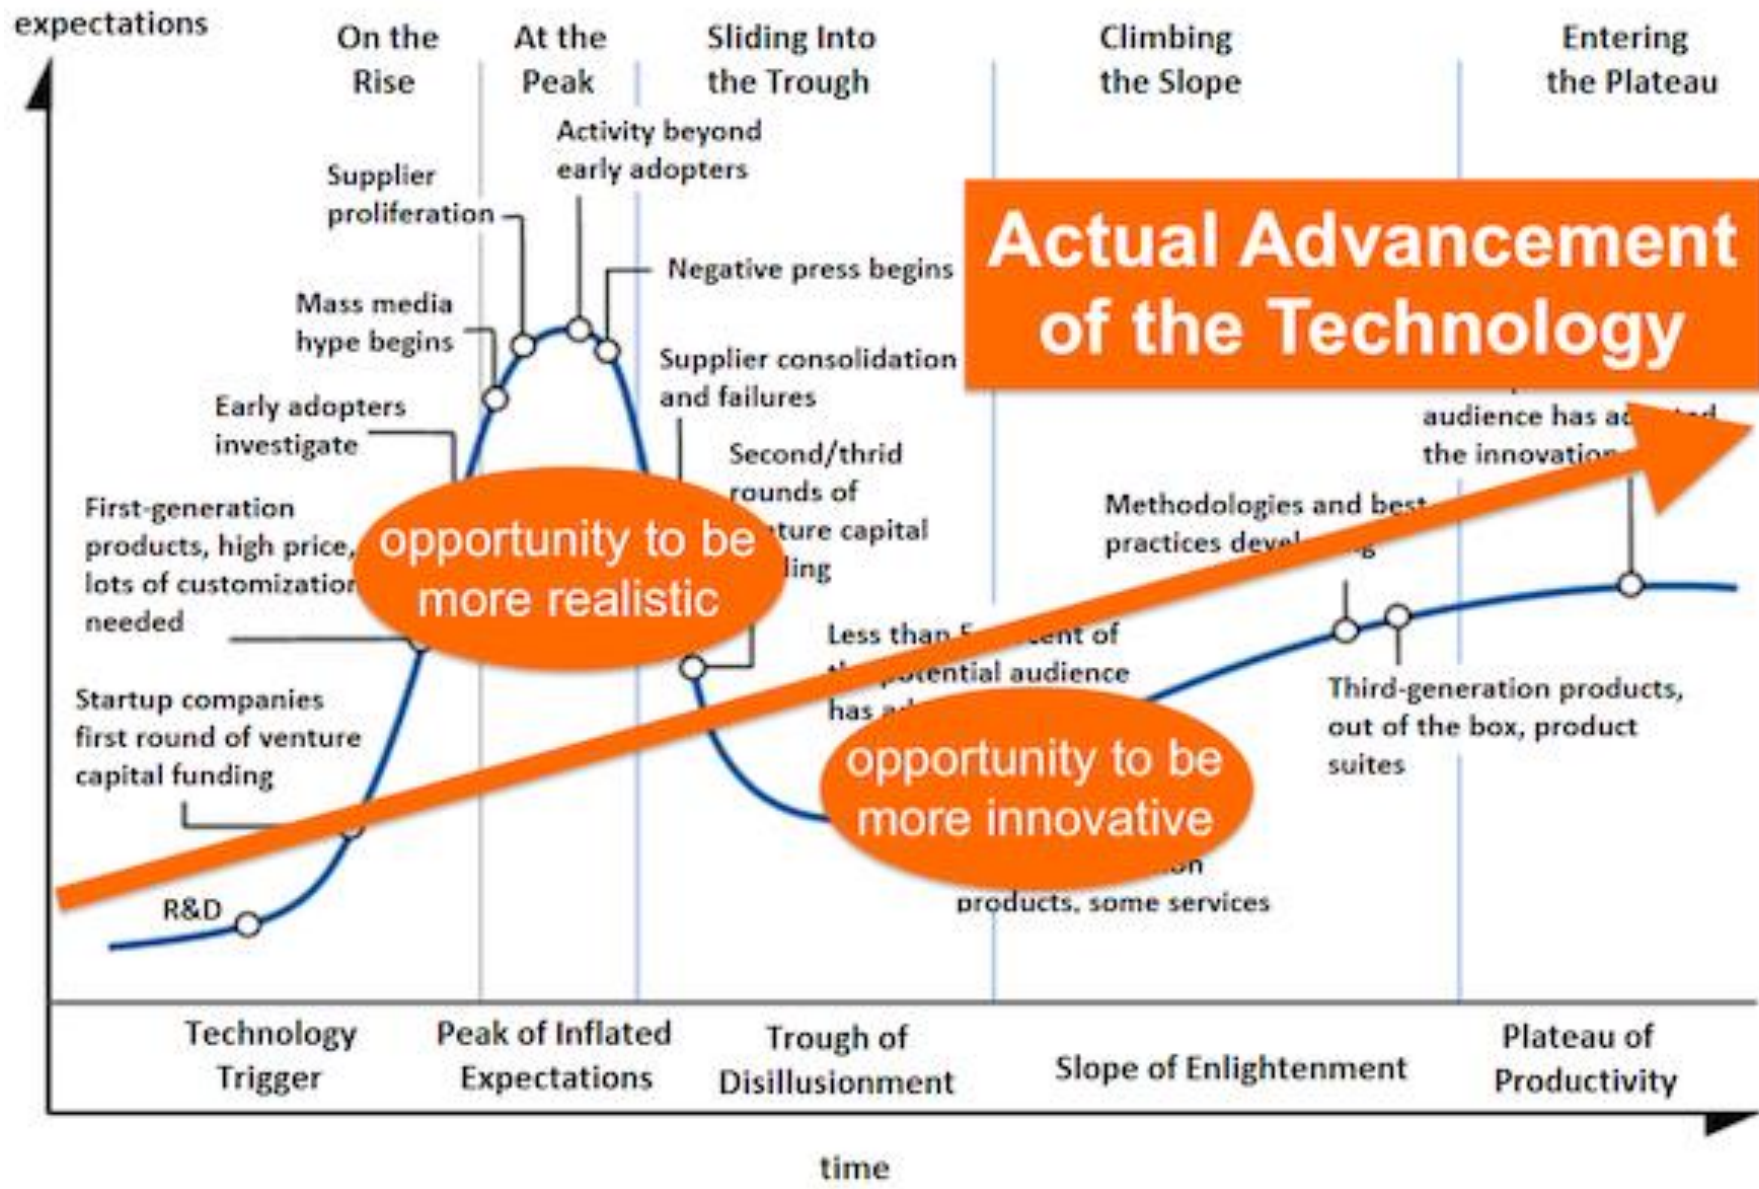 expectations
On the
Rise
At the
Peak
Sliding Into
the Trough
Climbing
the Slope
Entering
the Plateau
Activity beyond
early adopters
Supplier
proliferation
Negative press begins
Mass media
hype begins
Supplier consolidation
and failures
Early adopters
investigate
Second/thrid
rounds of
capital
First-generation
products, high price,
lots of customization
needed
Startup companies
first round of venture
capital funding
R&D
Actual Advancement
of the Technology
audience has
the innovation
Methodologies and best
practices
opportunity to be
more realistic
Less than of
potential audience
has
opportunity to be
more innovative
products, some services
Third-generation products,
out of the box, product
suites
Technology
Trigger
Peak of Inflated
Expectations
Trough of
Disillusionment
Slope of Enlightenment
Plateau of
Productivity
time